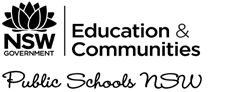 NSW
GOVERNMENT
Education &
Communities
Public Schools NSW